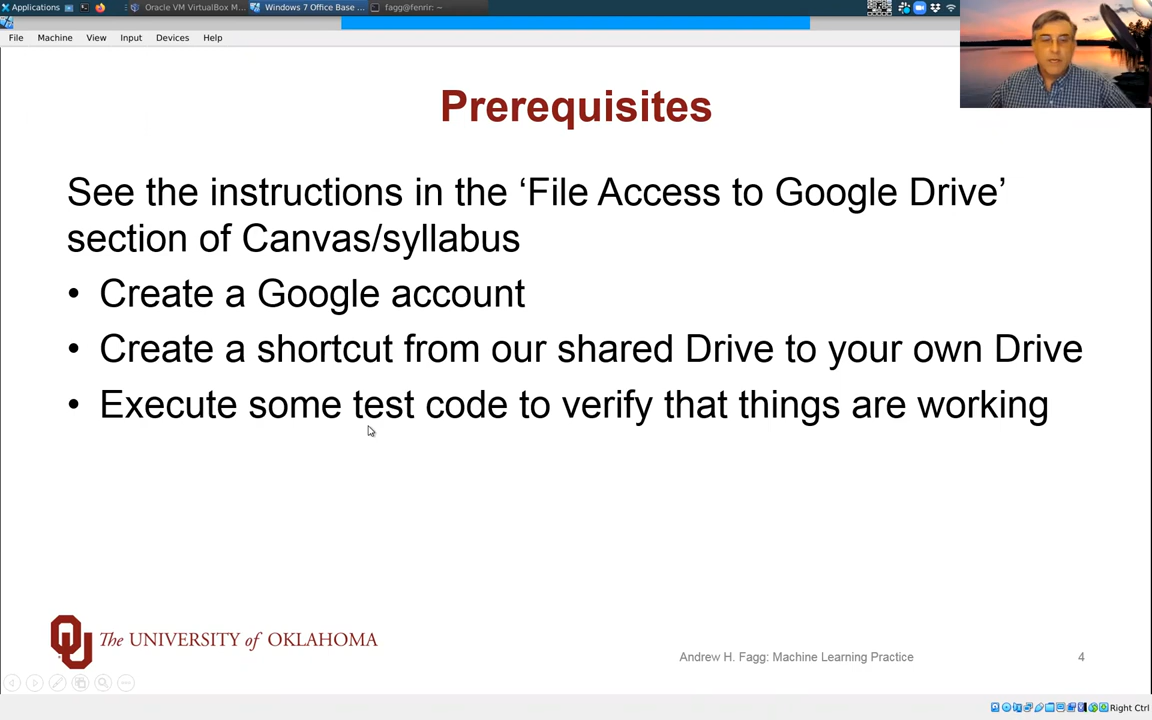 Applications
Oracle VM VirtualBox M...
Windows 7 Office Base ...
fagg@fenrir: ~
File Machine View Input Devices Help
Prerequisites
See the instructions in the ‘File Access to Google Drive’
section of Canvas/syllabus
• Create a Google account
• Create a shortcut from our shared Drive to your own Drive
• Execute some test code to verify that things are working
OU The UNIVERSITY of OKLAHOMA
Andrew H. Fagg: Machine Learning Practice
4
Right Ctrl